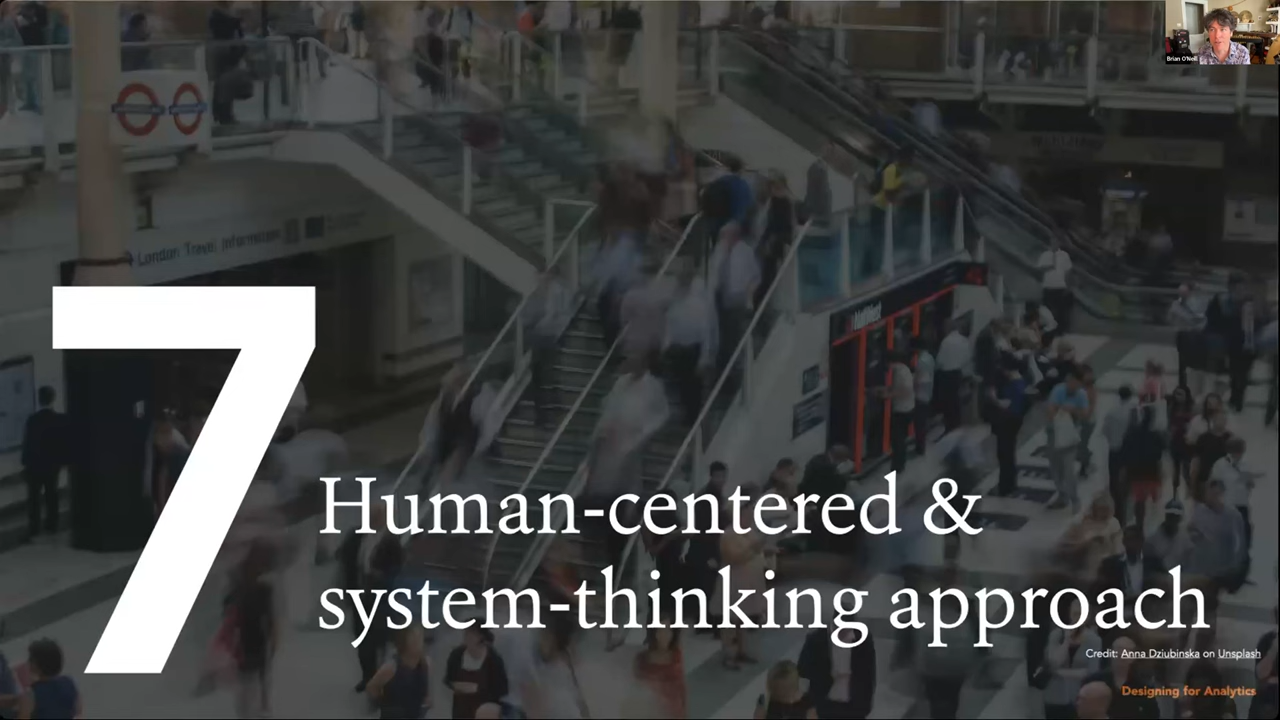 Brian O'Neill
London Travel Information
NatWest
7
Human-centered &
system-thinking approach
Credit: Anna Dziubinska on Unsplash
Designing for Analytics